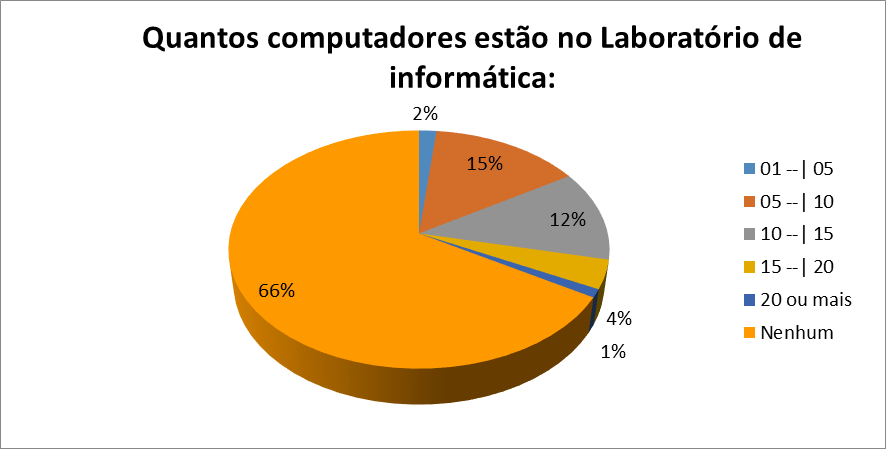 Quantos computadores estão no Laboratório de
informática:
2%
15%
12%
66%
4%
1%
01 --| 05
05 --| 10
10 --| 15
15 --| 20
20 ou mais
Nenhum